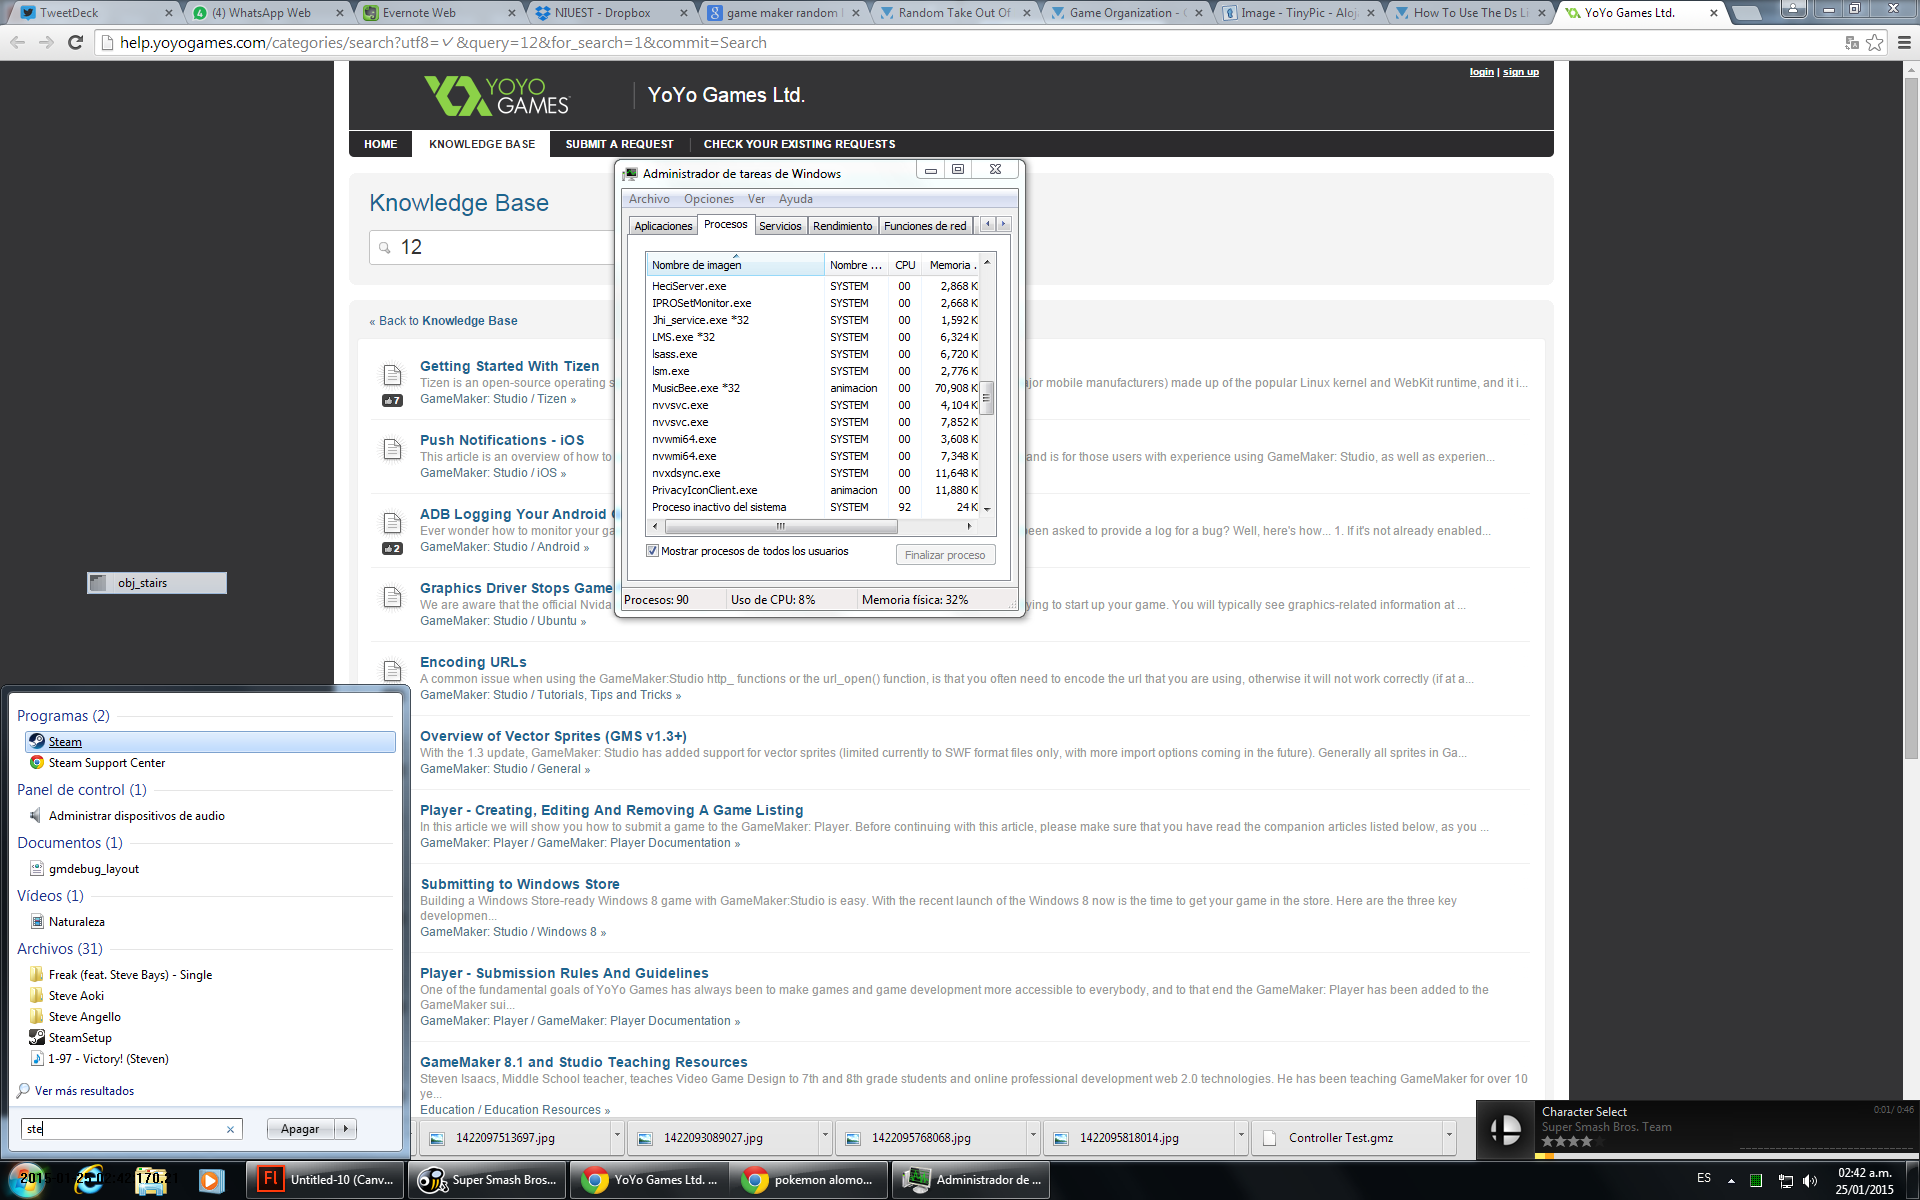 TweetDeck
(4) WhatsApp Web
Evernote Web
NIUEST - Dropbox
game maker random
Random Take Out Of
Game Organization -
Image - TinyPic - Aloj
How To Use The Ds Li
YoYo Games Ltd.
help.yoyogames.com/categories/search?utf8=✓&query=12&for_search=1&commit=Search
login | sign up
YOYO GAMES
YoYo Games Ltd.
HOME
KNOWLEDGE BASE
SUBMIT A REQUEST
CHECK YOUR EXISTING REQUESTS
Knowledge Base
12
« Back to Knowledge Base
Getting Started With Tizen
Tizen is an open-source operating s
jor mobile manufacturers) made up of the popular Linux kernel and WebKit runtime, and it i...
7
GameMaker: Studio / Tizen »
Push Notifications - iOS
This article is an overview of how to
and is for those users with experience using GameMaker: Studio, as well as experien...
GameMaker: Studio / iOS »
ADB Logging Your Android
Ever wonder how to monitor your ga
een asked to provide a log for a bug? Well, here's how... 1. If it's not already enabled...
2
GameMaker: Studio / Android »
Graphics Driver Stops Game
We are aware that the official Nvida
ying to start up your game. You will typically see graphics-related information at ...
GameMaker: Studio / Ubuntu »
Encoding URLs
A common issue when using the GameMaker:Studio http_ functions or the url_open() function, is that you often need to encode the url that you are using, otherwise it will not work correctly (if at a...
GameMaker: Studio / Tutorials, Tips and Tricks »
Overview of Vector Sprites (GMS v1.3+)
With the 1.3 update, GameMaker: Studio has added support for vector sprites (limited currently to SWF format files only, with more import options coming in the future). Generally all sprites in Ga...
GameMaker: Studio / General »
Player - Creating, Editing And Removing A Game Listing
In this article we will show you how to submit a game to the GameMaker: Player. Before continuing with this article, please make sure that you have read the companion articles listed below, as you ...
GameMaker: Player / GameMaker: Player Documentation »
Submitting to Windows Store
Building a Windows Store-ready Windows 8 game with GameMaker:Studio is easy. With the recent launch of the Windows 8 now is the time to get your game in the store. Here are the three key
developmen...
GameMaker: Studio / Windows 8 »
Player - Submission Rules And Guidelines
One of the fundamental goals of YoYo Games has always been to make games and game development more accessible to everybody, and to that end the GameMaker: Player has been added to the
GameMaker sui...
GameMaker: Player / GameMaker: Player Documentation »
GameMaker 8.1 and Studio Teaching Resources
Steven Isaacs, Middle School teacher, teaches Video Game Design to 7th and 8th grade students and online professional development web 2.0 technologies. He has been teaching GameMaker for over 10
ye...
Education / Education Resources »
Administrador de tareas de Windows
Archivo Opciones Ver Ayuda
Aplicaciones Procesos Servicios Rendimiento Funciones de red
Nombre de imagen Nombre ... CPU Memoria .
HeciServer.exe SYSTEM 00 2,868 K
IPROSetMonitor.exe SYSTEM 00 2,668 K
Jhi_service.exe *32 SYSTEM 00 1,592 K
LMS.exe *32 SYSTEM 00 6,324 K
lsass.exe SYSTEM 00 6,720 K
lsm.exe SYSTEM 00 2,776 K
MusicBee.exe *32 animacion 00 70,908 K
nvvsvc.exe SYSTEM 00 4,104 K
nvvsvc.exe SYSTEM 00 7,852 K
nvwmi64.exe SYSTEM 00 3,608 K
nvwmi64.exe SYSTEM 00 7,348 K
nvxdsync.exe SYSTEM 00 11,648 K
PrivacyIconClient.exe animacion 00 11,880 K
Proceso inactivo del sistema SYSTEM 92 24 K
Mostrar procesos de todos los usuarios
Finalizar proceso
Procesos: 90 Uso de CPU: 8% Memoria física: 32%
obj_stairs
Programas (2)
Steam
Steam Support Center
Panel de control (1)
Administrar dispositivos de audio
Documentos (1)
gmdebug_layout
Vídeos (1)
Naturaleza
Archivos (31)
Freak (feat. Steve Bays) - Single
Steve Aoki
Steve Angello
SteamSetup
1-97 - Victory! (Steven)
Ver más resultados
ste
Apagar
1422097513697.jpg
1422093089027.jpg
1422095768068.jpg
1422095818014.jpg
Controller Test.gmz
Character Select
0:01/ 0:46
Super Smash Bros. Team
Untitled-10 (Canv...
Super Smash Bros...
YoYo Games Ltd. ...
pokemon alomo...
Administrador de ...
ES
02:42 a.m.
25/01/2015